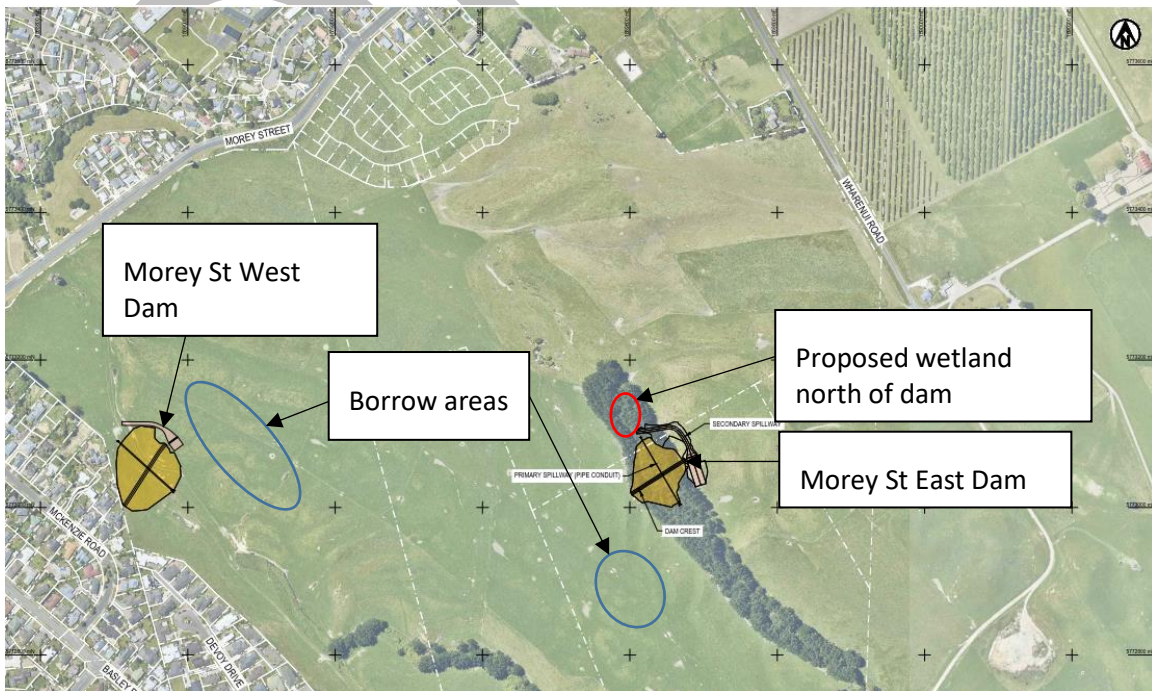 MOREY STREET
WHARENUI ROAD
Morey St West
Dam
Borrow areas
Proposed wetland
north of dam
SECONDARY SPILLWAY
PRIMARY SPILLWAY (PIPE CONDUIT)
Morey St East Dam
DAM CREST
MCKENZIE ROAD
DEVOY DRIVE